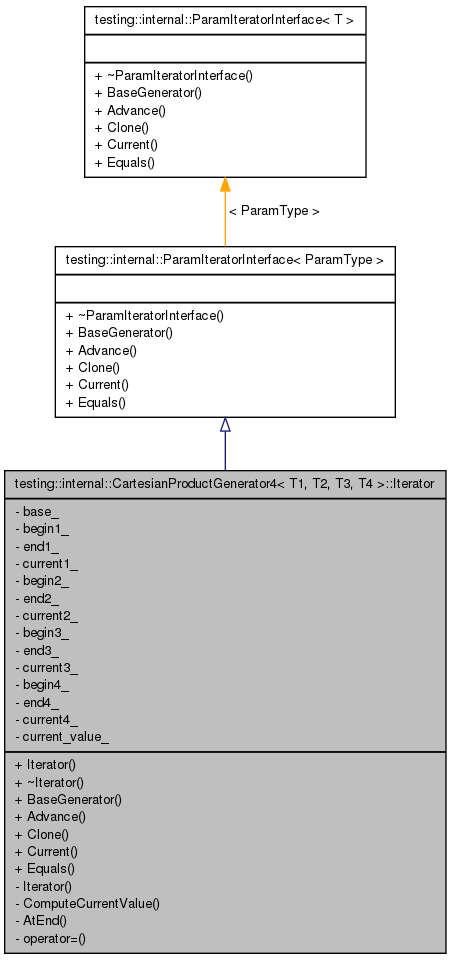 testing::internal::ParamIteratorInterface< T >
+ ~ParamIteratorInterface()
+ BaseGenerator()
+ Advance()
+ Clone()
+ Current()
+ Equals()
< ParamType >
testing::internal::ParamIteratorInterface< ParamType >
+ ~ParamIteratorInterface()
+ BaseGenerator()
+ Advance()
+ Clone()
+ Current()
+ Equals()
testing::internal::CartesianProductGenerator4< T1, T2, T3, T4 >::Iterator
- base_
- begin1_
- end1_
- current1_
- begin2_
- end2_
- current2_
- begin3_
- end3_
- current3_
- begin4_
- end4_
- current4_
- current_value_
+ Iterator()
+ ~Iterator()
+ BaseGenerator()
+ Advance()
+ Clone()
+ Current()
+ Equals()
- Iterator()
- ComputeCurrentValue()
- AtEnd()
- operator=()